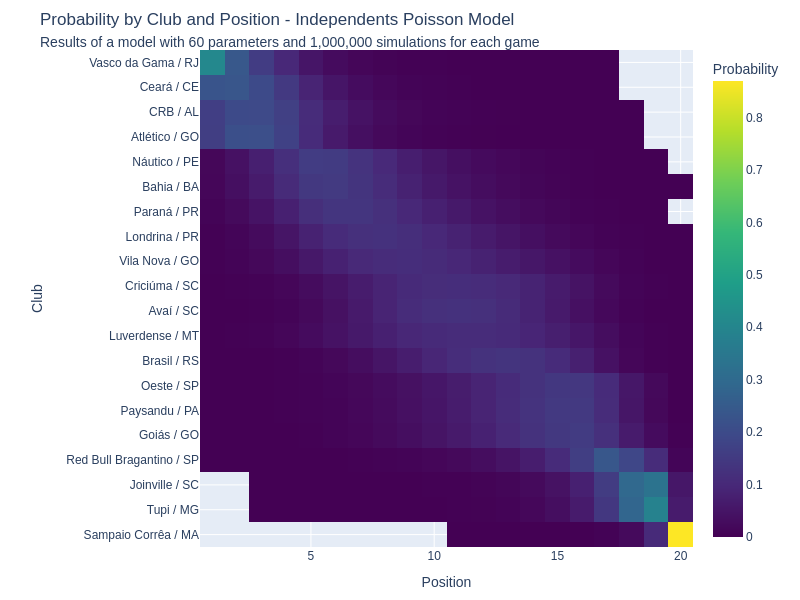 Probability by Club and Position - Independents Poisson Model
Results of a model with 60 parameters and 1,000,000 simulations for each game
Probability
Vasco da Gama / RJ
Ceará / CE
CRB / AL
Atlético / GO
Náutico / PE
Bahia / BA
Paraná / PR
Londrina / PR
Vila Nova / GO
Criciúma / SC
Avaí / SC
Luverdense / MT
Brasil / RS
Oeste / SP
Paysandu / PA
Goiás / GO
Red Bull Bragantino / SP
Joinville / SC
Tupi / MG
Sampaio Corrêa / MA
Club
5 10 15 20
Position
0.8
0.7
0.6
0.5
0.4
0.3
0.2
0.1
0